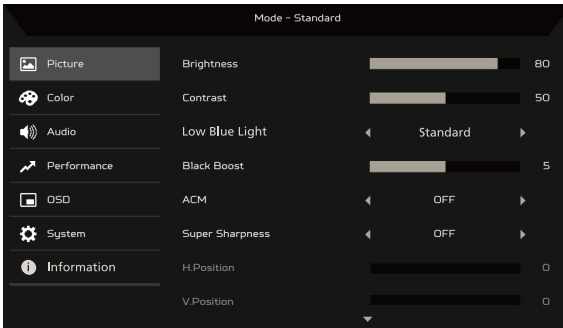 Mode - Standard
Picture
Brightness 80
Color
Contrast 50
Audio
Low Blue Light Standard
Performance
Black Boost 5
OSD
ACM OFF
System
Super Sharpness OFF
Information
H.Position 0
V.Position 0